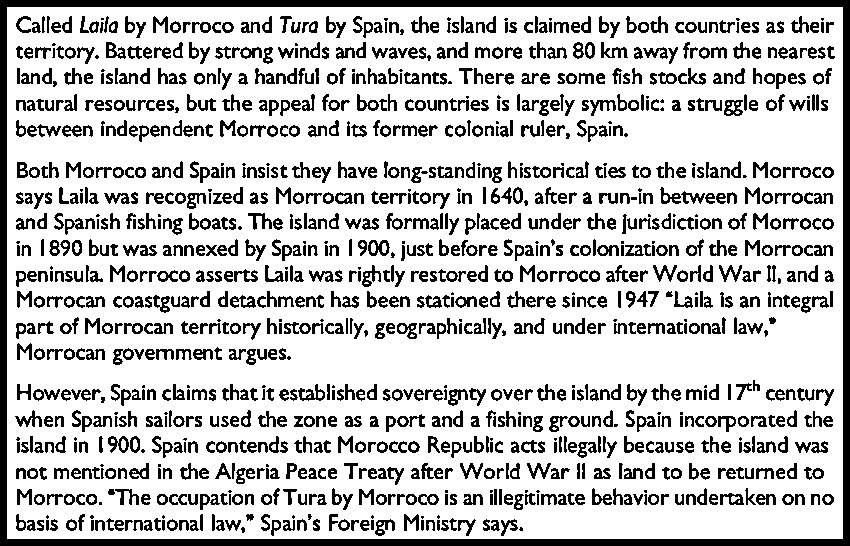 Called Laila by Morroco and Tura by Spain, the island is claimed by both countries as their
territory. Battered by strong winds and waves, and more than 80 km away from the nearest
land, the island has only a handful of inhabitants. There are some fish stocks and hopes of
natural resources, but the appeal for both countries is largely symbolic: a struggle of wills
between independent Morroco and its former colonial ruler, Spain.
Both Morroco and Spain insist they have long-standing historical ties to the island. Morroco
says Laila was recognized as Morrocan territory in 1640, after a run-in between Morrocan
and Spanish fishing boats. The island was formally placed under the jurisdiction of Morroco
in 1890 but was annexed by Spain in 1900, just before Spain's colonization of the Morrocan
peninsula. Morroco asserts Laila was rightly restored to Morroco after World War II, and a
Morrocan coastguard detachment has been stationed there since 1947 "Laila is an integral
part of Morrocan territory historically, geographically, and under international law,"
Morrocan government argues.
However, Spain claims that it established sovereignty over the island by the mid 17th century
when Spanish sailors used the zone as a port and a fishing ground. Spain incorporated the
island in 1900. Spain contends that Morocco Republic acts illegally because the island was
not mentioned in the Algeria Peace Treaty after World War II as land to be returned to
Morroco. "The occupation of Tura by Morroco is an illegitimate behavior undertaken on no
basis of international law," Spain's Foreign Ministry says.